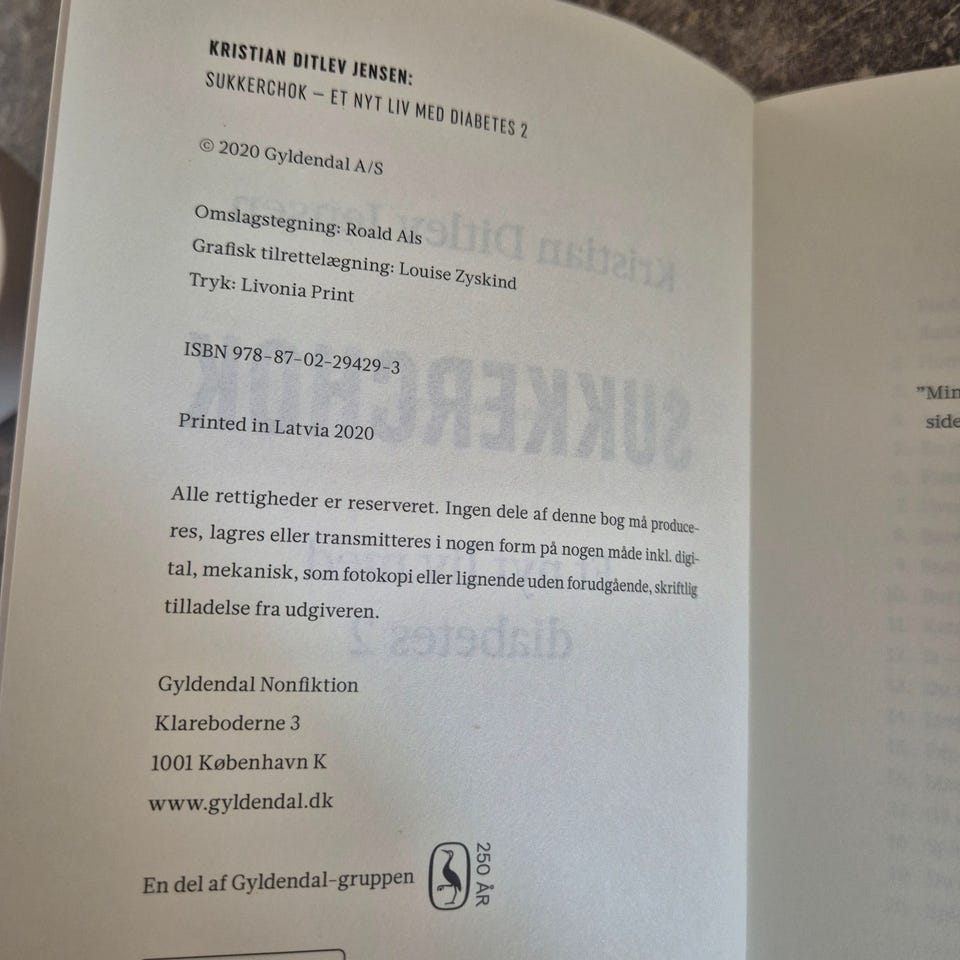 KRISTIAN DITLEV JENSEN:
SUKKERCHOK – ET NYT LIV MED DIABETES 2
© 2020 Gyldendal A/S
Omslagstegning: Roald Als
Grafisk tilrettelægning: Louise Zyskind
Tryk: Livonia Print
ISBN 978-87-02-29429-3
Printed in Latvia 2020
Alle rettigheder er reserveret. Ingen dele af denne bog må produce-
res, lagres eller transmitteres i nogen form på nogen måde inkl. digi-
tal, mekanisk, som fotokopi eller lignende uden forudgående, skriftlig
tilladelse fra udgiveren.
Gyldendal Nonfiktion
Klareboderne 3
1001 København K
www.gyldendal.dk
En del af Gyldendal-gruppen
250 ÅR
"Min
side